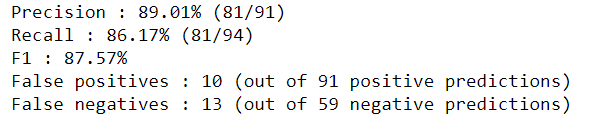 Precision : 89.01% (81/91)
Recall : 86.17% (81/94)
F1 : 87.57%
False positives : 10 (out of 91 positive predictions)
False negatives : 13 (out of 59 negative predictions)